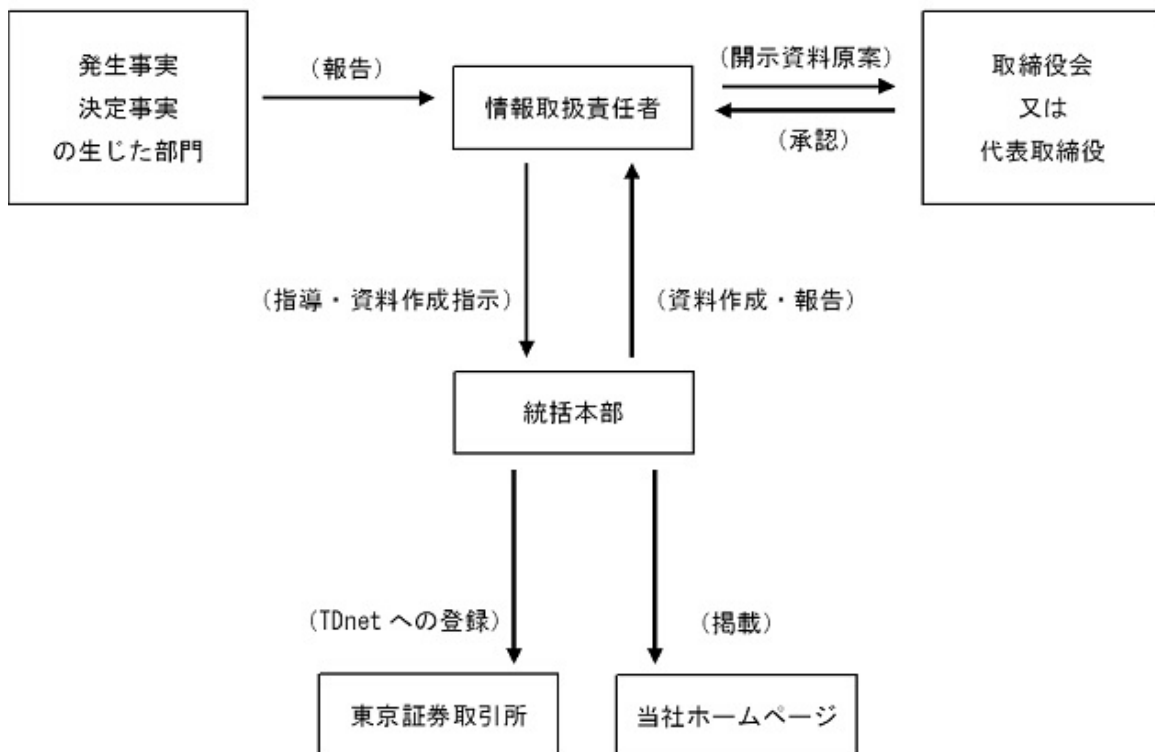 発生事実
決定事実
の生じた部門
（報告）
情報取扱責任者
（開示資料原案）
（承認）
取締役会
又は
代表取締役
（指導・資料作成指示）
（資料作成・報告）
統括本部
（TDnet への登録）
（掲載）
東京証券取引所
当社ホームページ